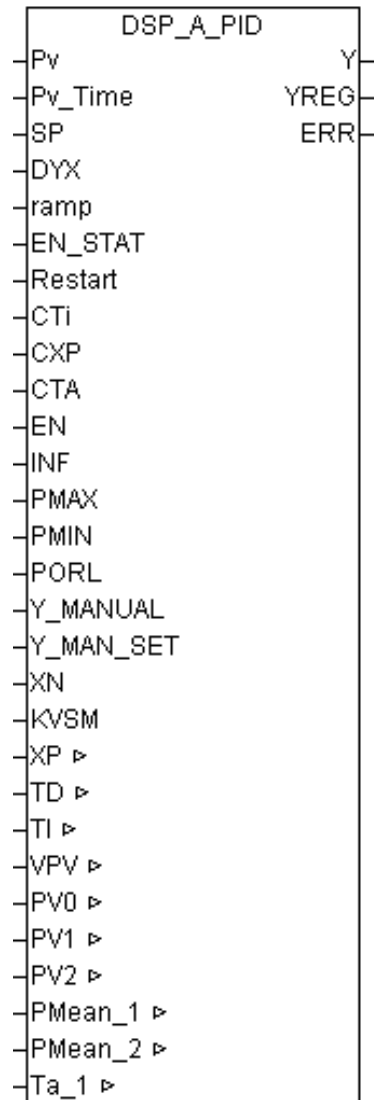 DSP_A_PID
Pv Y
Pv_Time YREG
SP ERR
DYX
ramp
EN_STAT
Restart
CTi
CXP
CTA
EN
INF
PMAX
PMIN
PORL
Y_MANUAL
Y_MAN_SET
XN
KVSM
XP ▷
TD ▷
TI ▷
VPV ▷
PV0 ▷
PV1 ▷
PV2 ▷
PMean_1 ▷
PMean_2 ▷
Ta_1 ▷